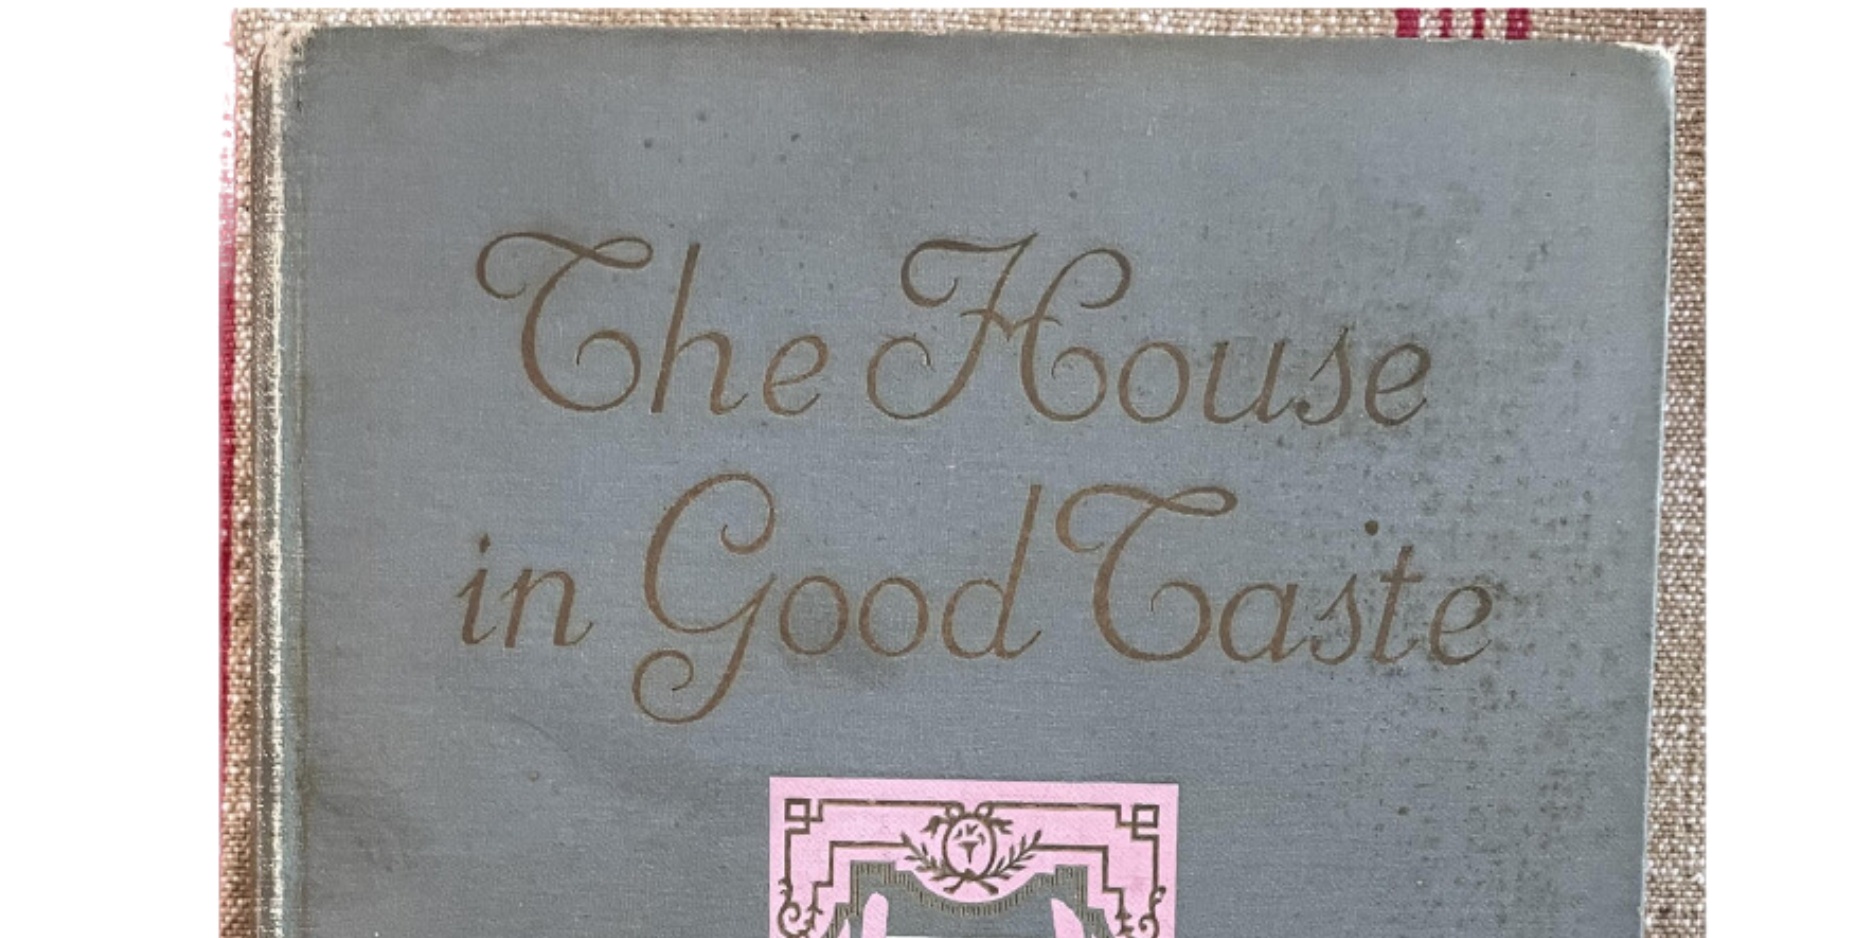 The House
in Good Taste